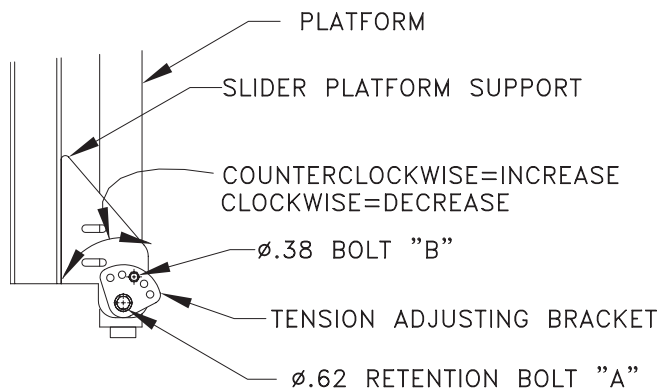 PLATFORM
SLIDER PLATFORM SUPPORT
COUNTERCLOCKWISE=INCREASE
CLOCKWISE=DECREASE
ø.38 BOLT "B"
TENSION ADJUSTING BRACKET
ø.62 RETENTION BOLT "A"